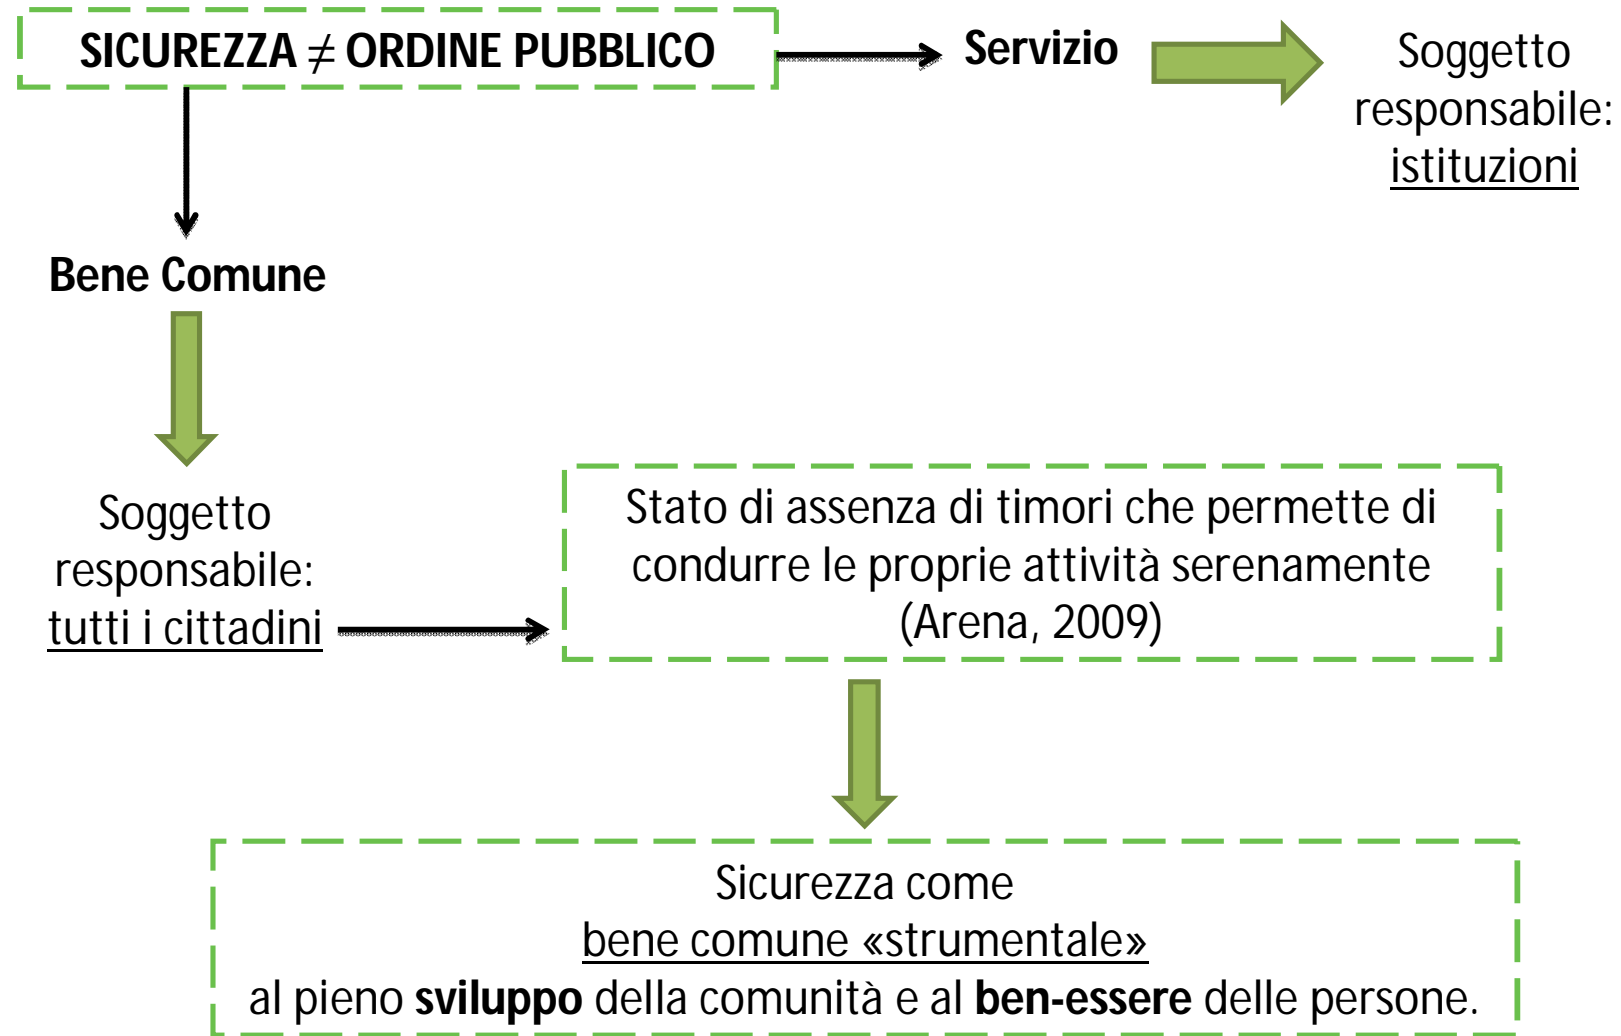 SICUREZZA ≠ ORDINE PUBBLICO
Servizio
Soggetto
responsabile:
istituzioni
Bene Comune
Soggetto
responsabile:
tutti i cittadini
Stato di assenza di timori che permette di
condurre le proprie attività serenamente
(Arena, 2009)
Sicurezza come
bene comune «strumentale»
al pieno sviluppo della comunità e al ben-essere delle persone.